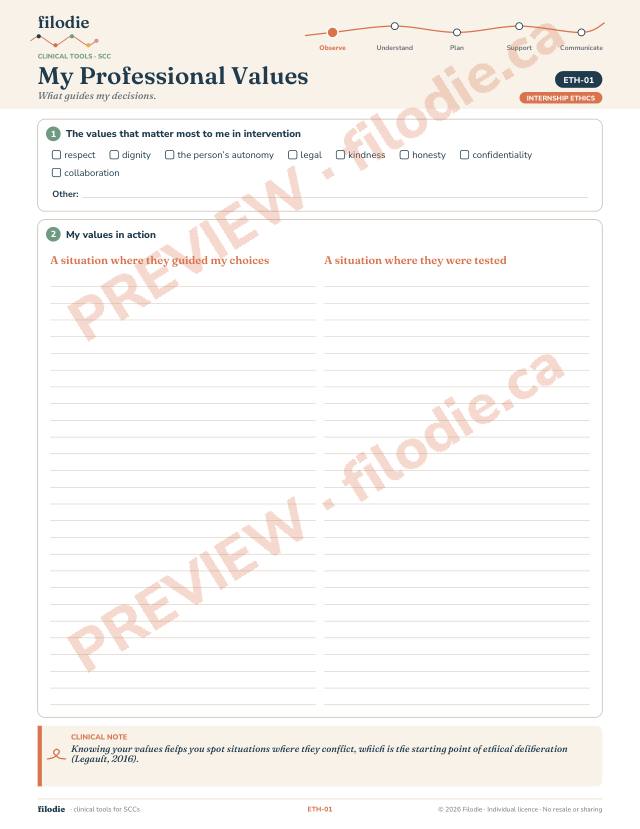 filodie
CLINICAL TOOLS · SCC
Observe Understand Plan Support Communicate
My Professional Values
What guides my decisions.
ETH-01
INTERNSHIP ETHICS
1 The values that matter most to me in intervention
respect dignity the person's autonomy legal kindness honesty confidentiality
collaboration
Other:
2 My values in action
A situation where they guided my choices A situation where they were tested
PREVIEW · filodie.ca
PREVIEW · filodie.ca
CLINICAL NOTE
Knowing your values helps you spot situations where they conflict, which is the starting point of ethical deliberation
(Legault, 2016).
filodie · clinical tools for SCCs ETH-01 © 2026 Filodie · Individual licence · No resale or sharing